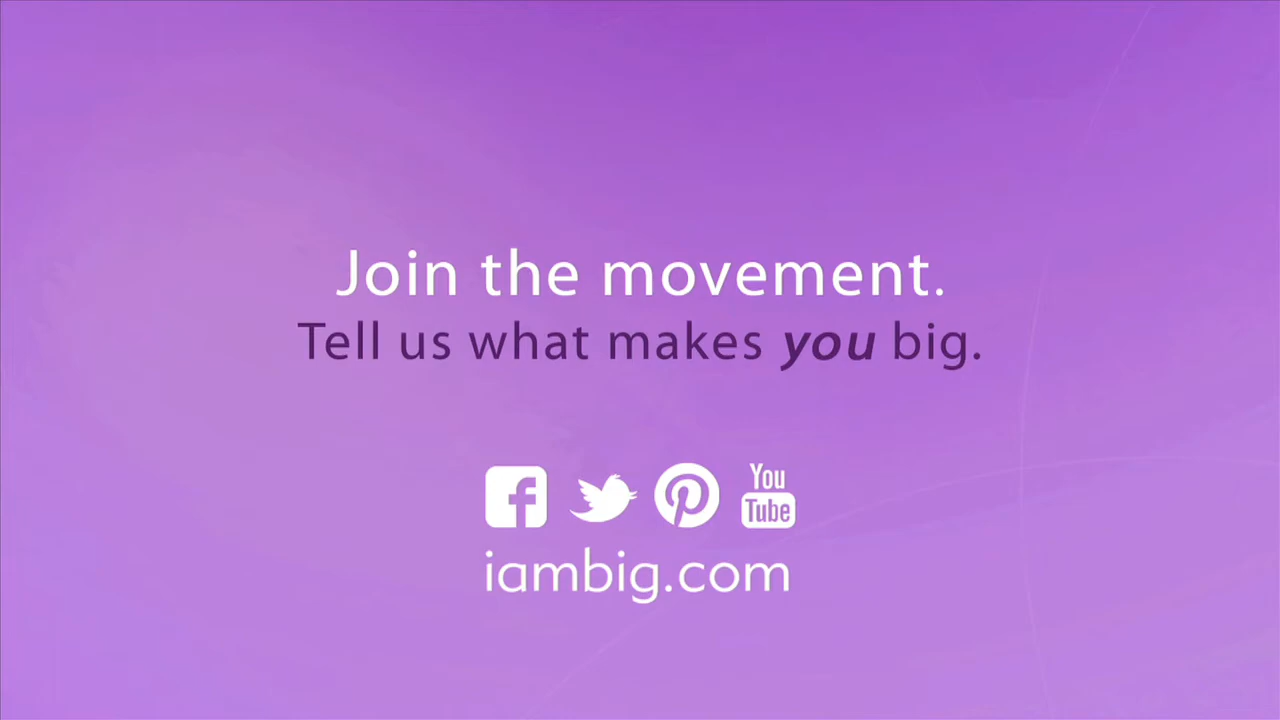 Join the movement.
Tell us what makes you big.
f
You
Tube
iambig.com